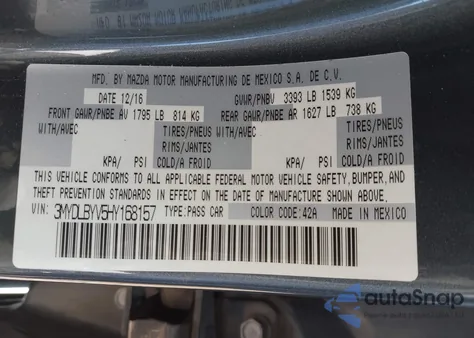 MFD. BY MAZDA MOTOR MANUFACTURING DE MEXICO S.A. DE C.V.
DATE 12/16 GVWR/PNBV 3393 LB 1539 KG
FRONT GAWR/PNBE AV 1795 LB 814 KG REAR GAWR/PNBE AR 1627 LB 738 KG
WITH/AVEC TIRES/PNEUS WITH/AVEC TIRES/PNEUS
RIMS/JANTES RIMS/JANTES
KPA/ PSI COLD/A FROID KPA/ PSI COLD/A FROID
THIS VEHICLE CONFORMS TO ALL APPLICABLE FEDERAL MOTOR VEHICLE SAFETY, BUMPER, AND
THEFT PREVENTION STANDARDS IN EFFECT ON THE DATE OF MANUFACTURE SHOWN ABOVE.
VIN: 3MYDLBYV5HY168157 TYPE:PASS CAR COLOR CODE:42A MADE IN MEXICO
autoSnap